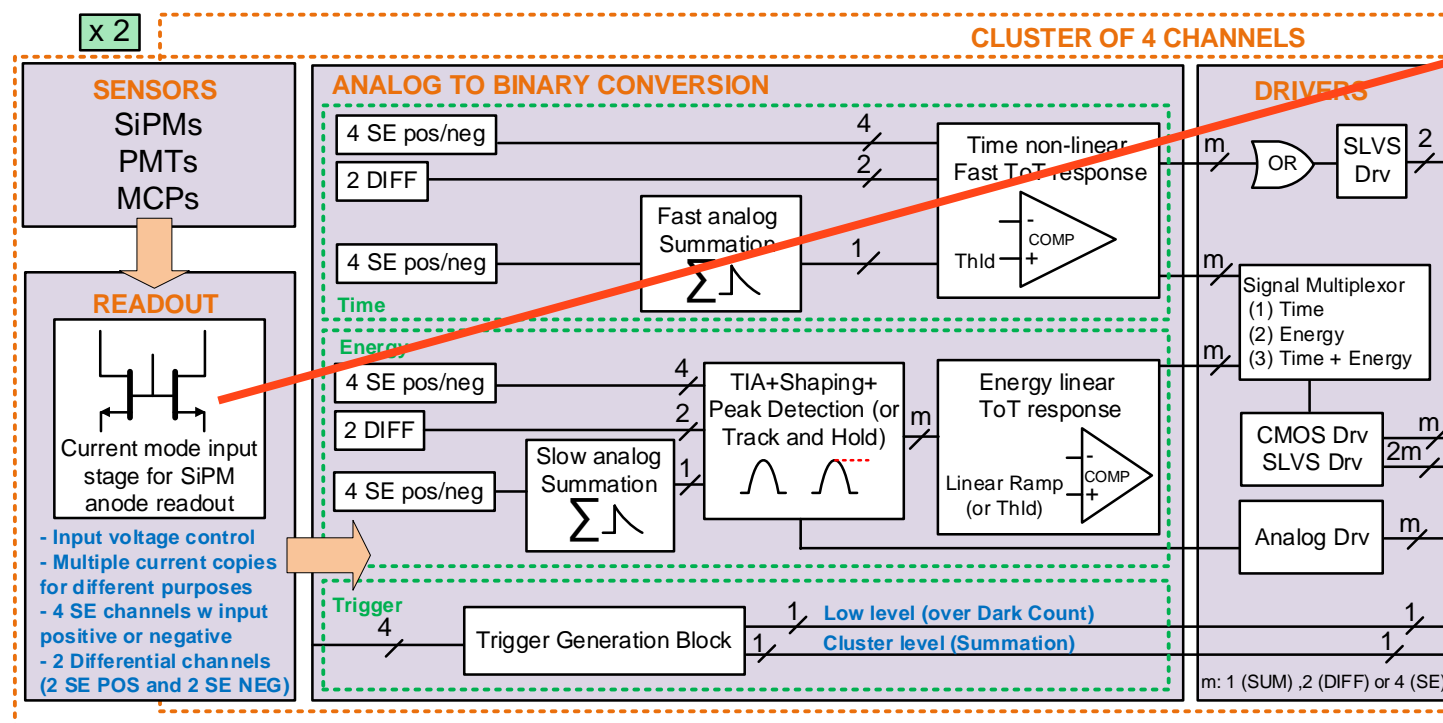 x 2
CLUSTER OF 4 CHANNELS
SENSORS
SiPMs
PMTs
MCPs
READOUT
Current mode input
stage for SiPM
anode readout
- Input voltage control
- Multiple current copies
for different purposes
- 4 SE channels w input
positive or negative
- 2 Differential channels
(2 SE POS and 2 SE NEG)
ANALOG TO BINARY CONVERSION
4 SE pos/neg
4
2 DIFF
2
4 SE pos/neg
Fast analog
Summation
Σ
1
Time non-linear
Fast ToT response
-
COMP
Thld
+
Time
m
m
Energy
4 SE pos/neg
4
2 DIFF
2
4 SE pos/neg
Slow analog
Summation
Σ
1
TIA+Shaping+
Peak Detection (or
Track and Hold)
m
Energy linear
ToT response
-
COMP
Linear Ramp
+
(or Thld)
m
Trigger
4
Trigger Generation Block
1
Low level (over Dark Count)
1
Cluster level (Summation)
DRIVERS
OR
SLVS
Drv
2
Signal Multiplexor
(1) Time
(2) Energy
(3) Time + Energy
CMOS Drv
SLVS Drv
m
2m
Analog Drv
m
1
1
m: 1 (SUM) ,2 (DIFF) or 4 (SE)